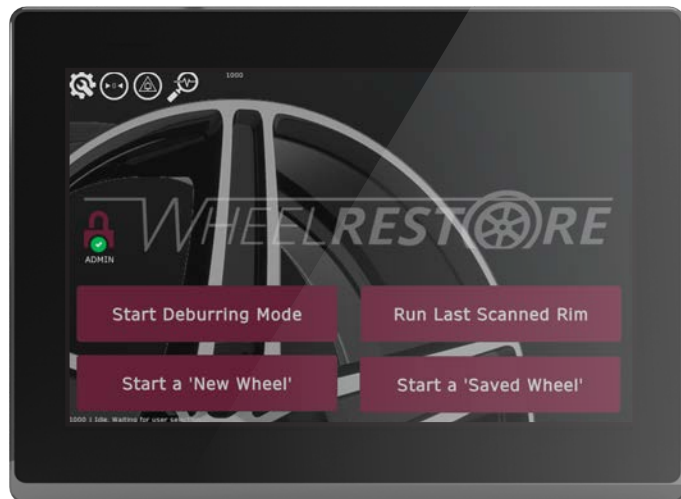 1000
WHEELRESTORE
ADMIN
Start Deburring Mode
Run Last Scanned Rim
Start a 'New Wheel'
Start a 'Saved Wheel'
1000 | Idle. Waiting for user